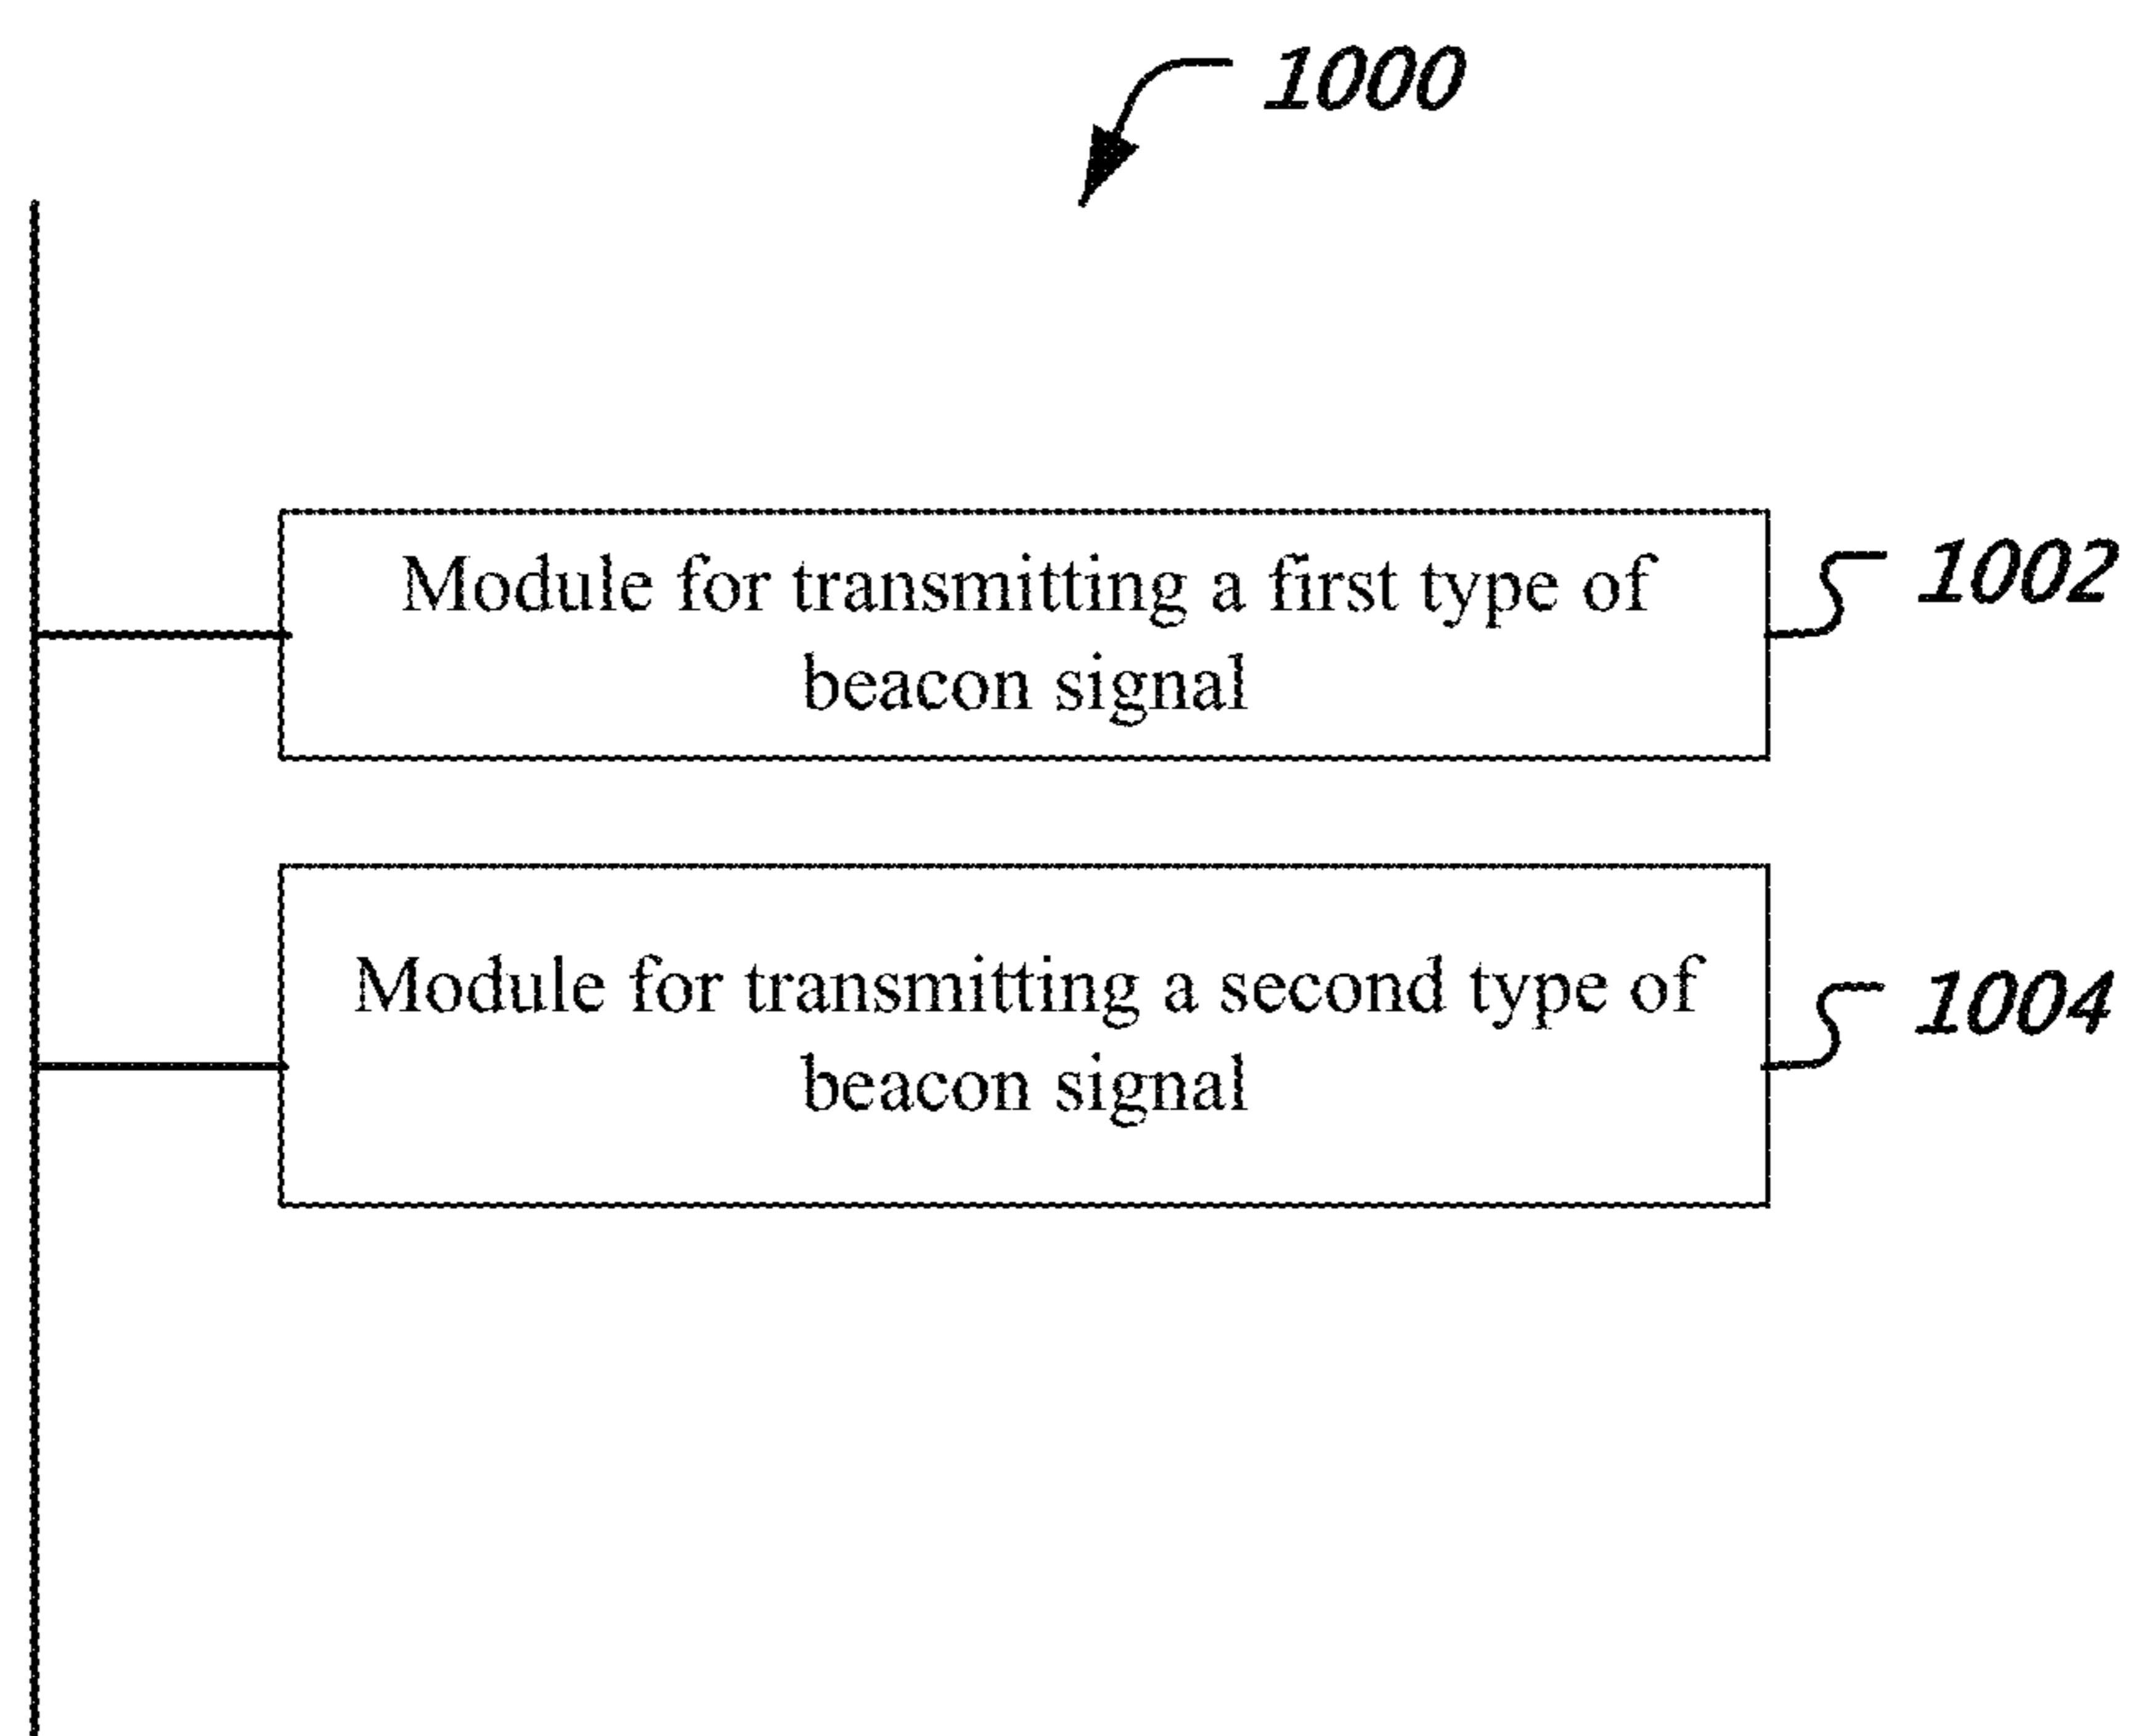 1000
Module for transmitting a first type of
beacon signal
1002
Module for transmitting a second type of
beacon signal
1004